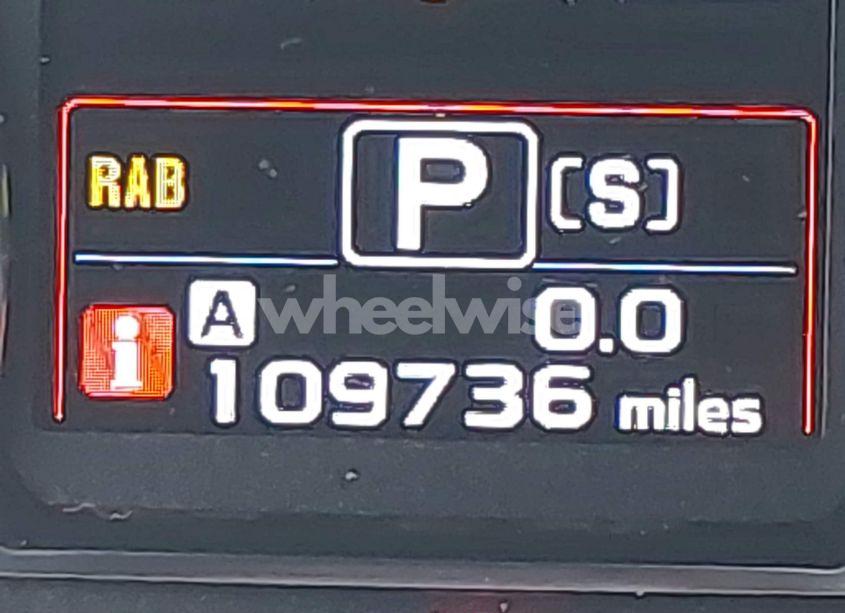 RAB P (S)
i A wheelwise 0.0
109736 miles